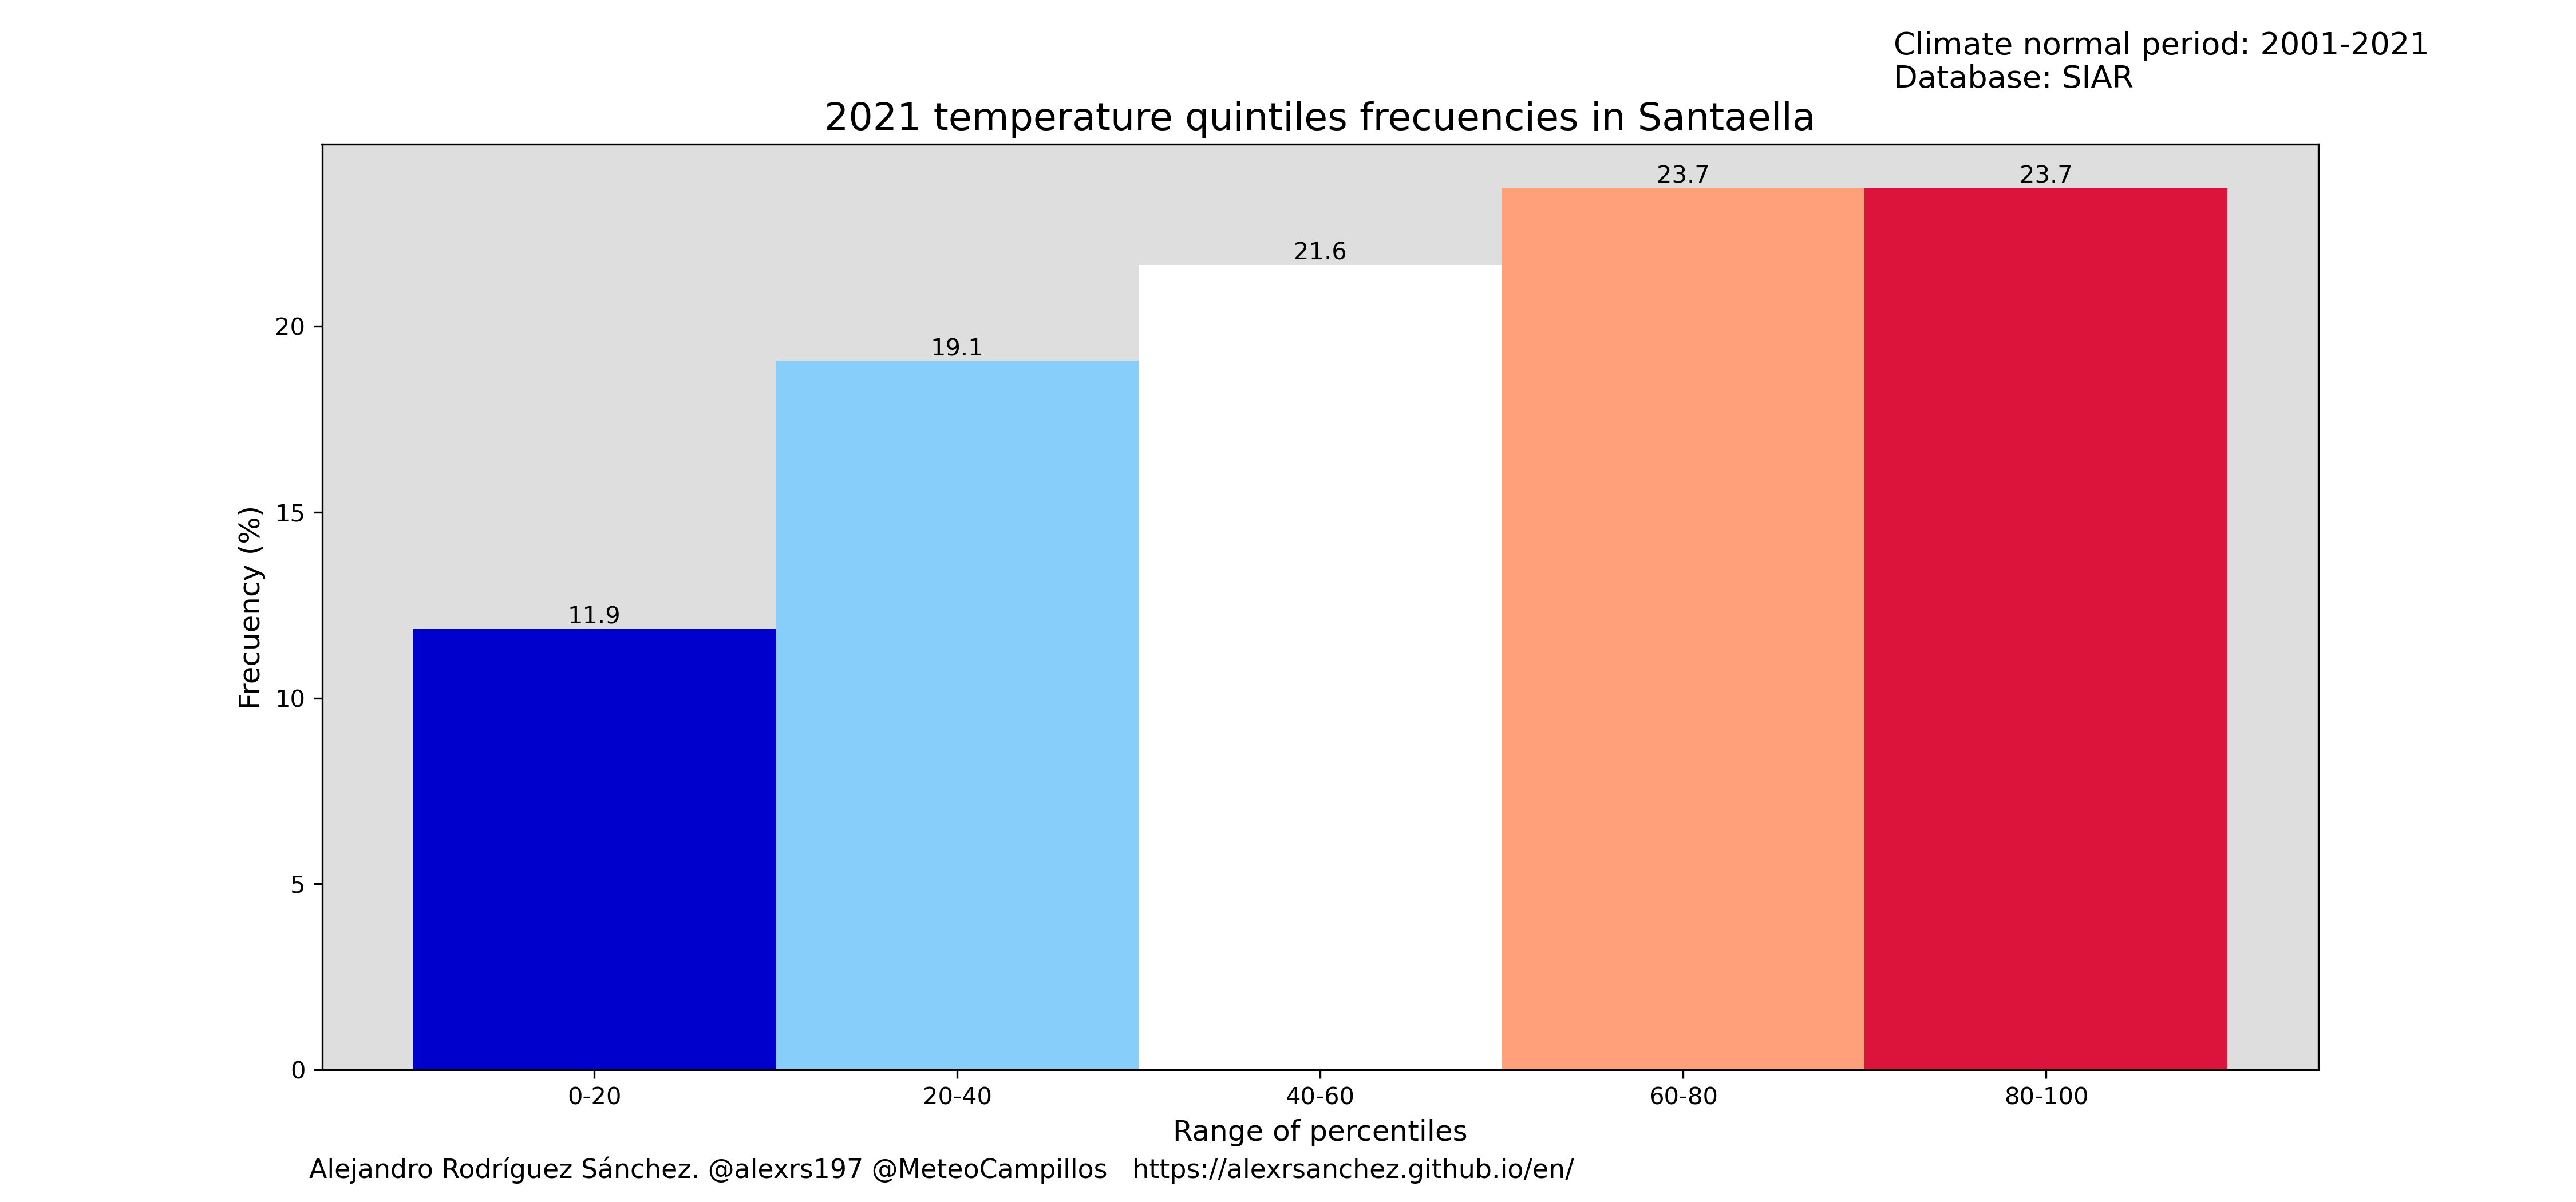 Climate normal period: 2001-2021
Database: SIAR
2021 temperature quintiles frecuencies in Santaella
23.7
23.7
21.6
19.1
11.9
20
15
10
5
0
Frecuency (%)
0-20
20-40
40-60
60-80
80-100
Range of percentiles
Alejandro Rodríguez Sánchez. @alexrs197 @MeteoCampillos https://alexrsanchez.github.io/en/